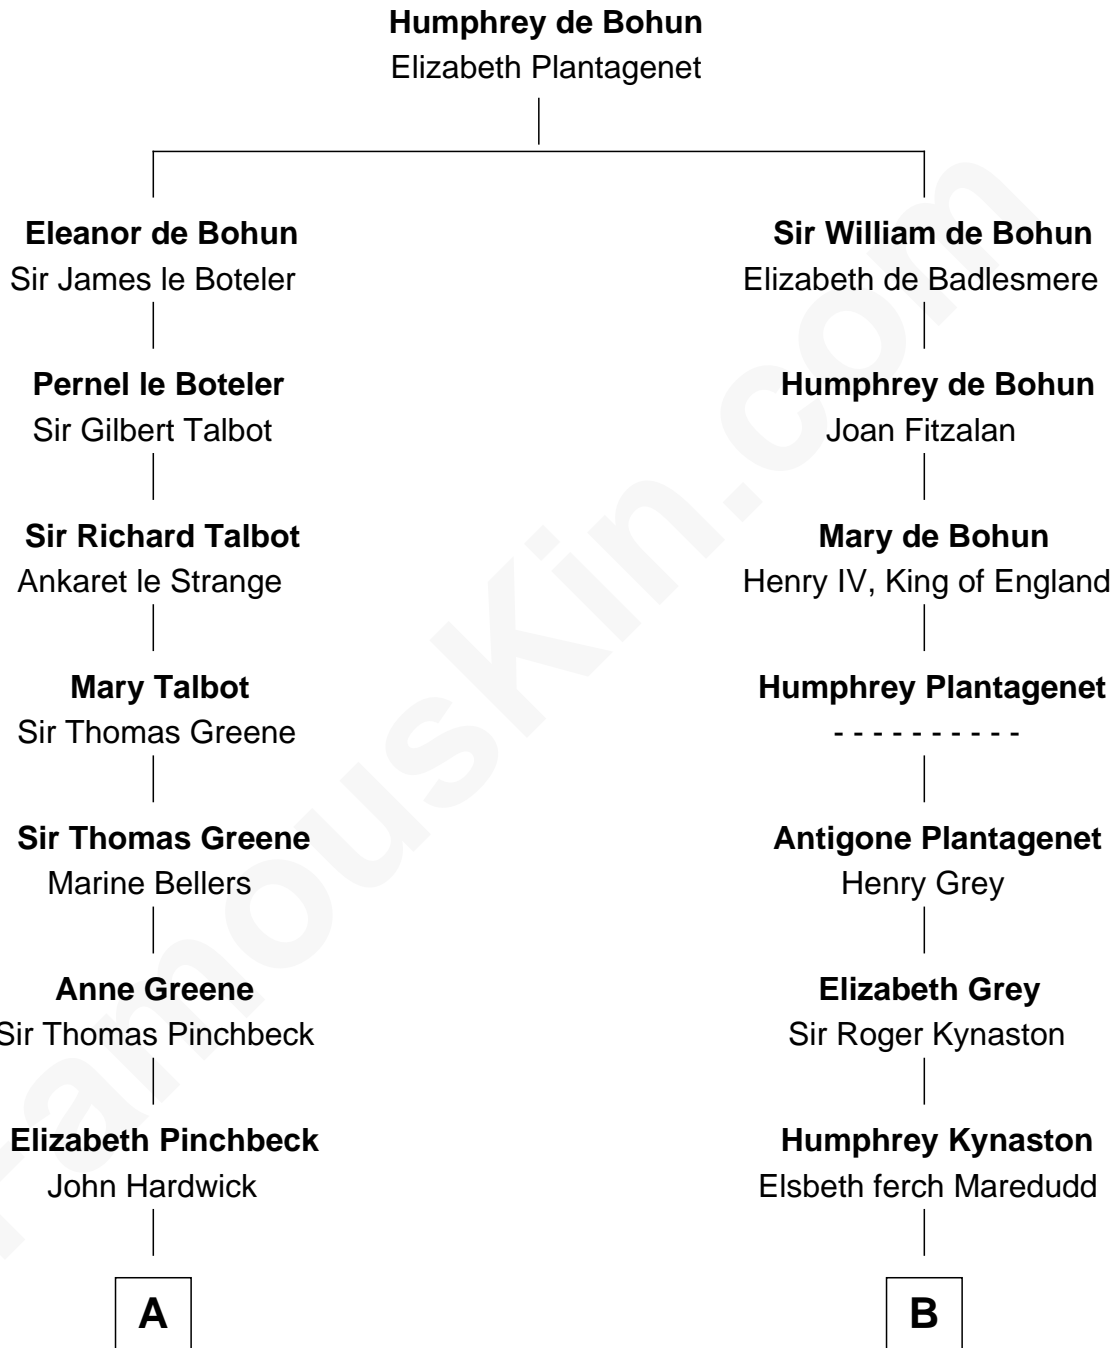 Humphrey de Bohun
Elizabeth Plantagenet
Eleanor de Bohun
Sir James le Boteler
Sir William de Bohun
Elizabeth de Badlesmere
Pernel le Boteler
Sir Gilbert Talbot
Humphrey de Bohun
Joan Fitzalan
Sir Richard Talbot
Ankaret le Strange
Mary de Bohun
Henry IV, King of England
Mary Talbot
Sir Thomas Greene
Humphrey Plantagenet
- - - - - - - - - -
Sir Thomas Greene
Marine Bellers
Antigone Plantagenet
Henry Grey
Anne Greene
Sir Thomas Pinchbeck
Elizabeth Grey
Sir Roger Kynaston
Elizabeth Pinchbeck
John Hardwick
Humphrey Kynaston
Elsbeth ferch Maredudd
A
B
FamousKin.com